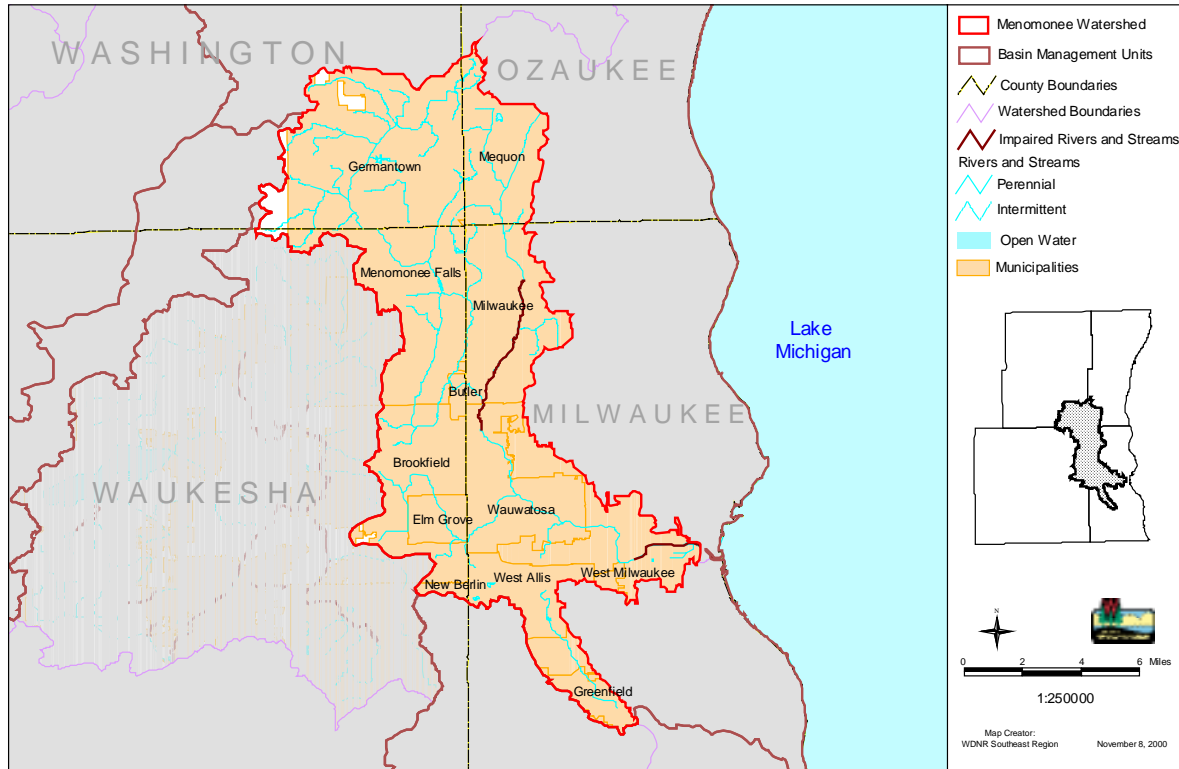 WASHINGTON
OZAUKEE
Germantown
Mequon
Menomonee Falls
Milwaukee
Lake
Michigan
Butler
MILWAUKEE
Brookfield
WAUKESHA
Elm Grove
Wauwatosa
New Berlin
West Allis
West Milwaukee
Greenfield
Menomonee Watershed
Basin Management Units
County Boundaries
Watershed Boundaries
Impaired Rivers and Streams
Rivers and Streams
Perennial
Intermittent
Open Water
Municipalities
N
W
0 2 4 6 Miles
1:250000
Map Creator:
WDNR Southeast Region November 8, 2000